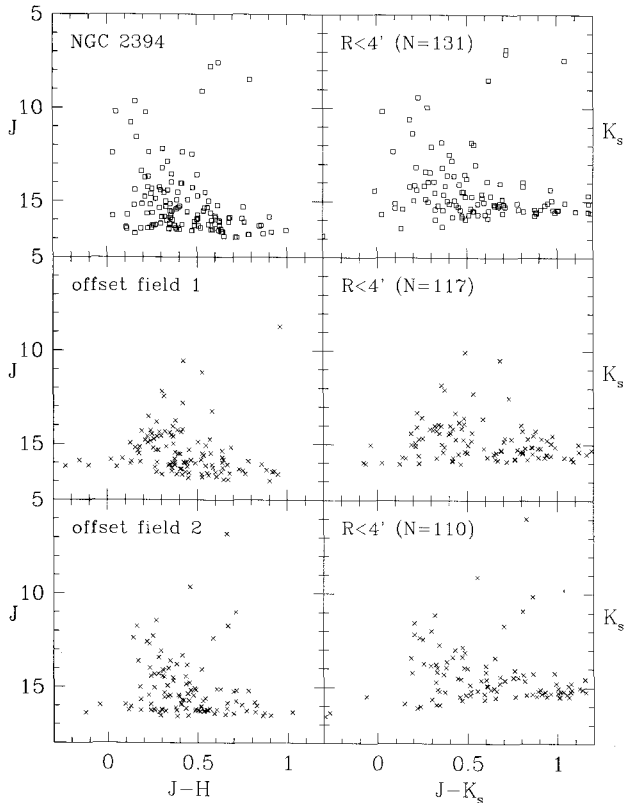 5
NGC 2394
R<4' (N=131)
10
J
K_s
15
5
offset field 1
R<4' (N=117)
10
J
K_s
15
5
offset field 2
R<4' (N=110)
10
J
K_s
15
0 0.5 1 0 0.5 1
J−H J−K_s